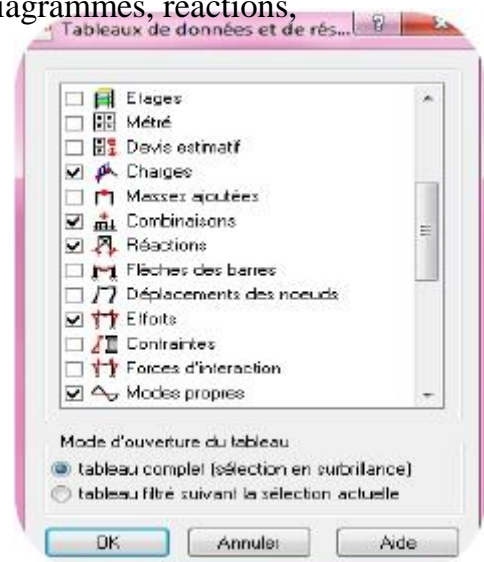 iagrammes, réactions,
Tableaux de données et de rés...
Etages
Métré
Devis estimatif
Charges
Masses ajoutées
Combinaisons
Réactions
Flèches des barres
Déplacements des noeuds
Efforts
Contraintes
Forces d'interaction
Modes propres
Mode d'ouverture du tableau
tableau complet (sélection en surbrillance)
tableau filtré suivant la sélection actuelle
OK Annuler Aide